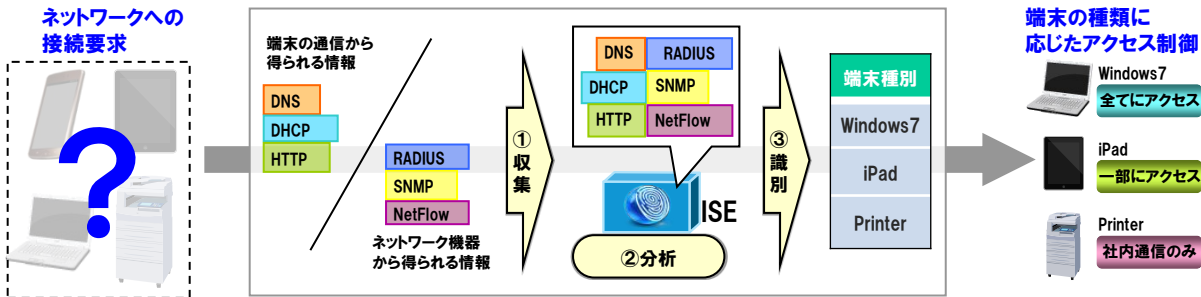 ネットワークへの
接続要求
?
端末の通信から
得られる情報
DNS
DHCP
HTTP
RADIUS
SNMP
NetFlow
ネットワーク機器
から得られる情報
①収集
DNS
RADIUS
DHCP
SNMP
HTTP
NetFlow
ISE
②分析
③識別
端末種別
Windows7
iPad
Printer
端末の種類に
応じたアクセス制御
Windows7
全てにアクセス
iPad
一部にアクセス
Printer
社内通信のみ